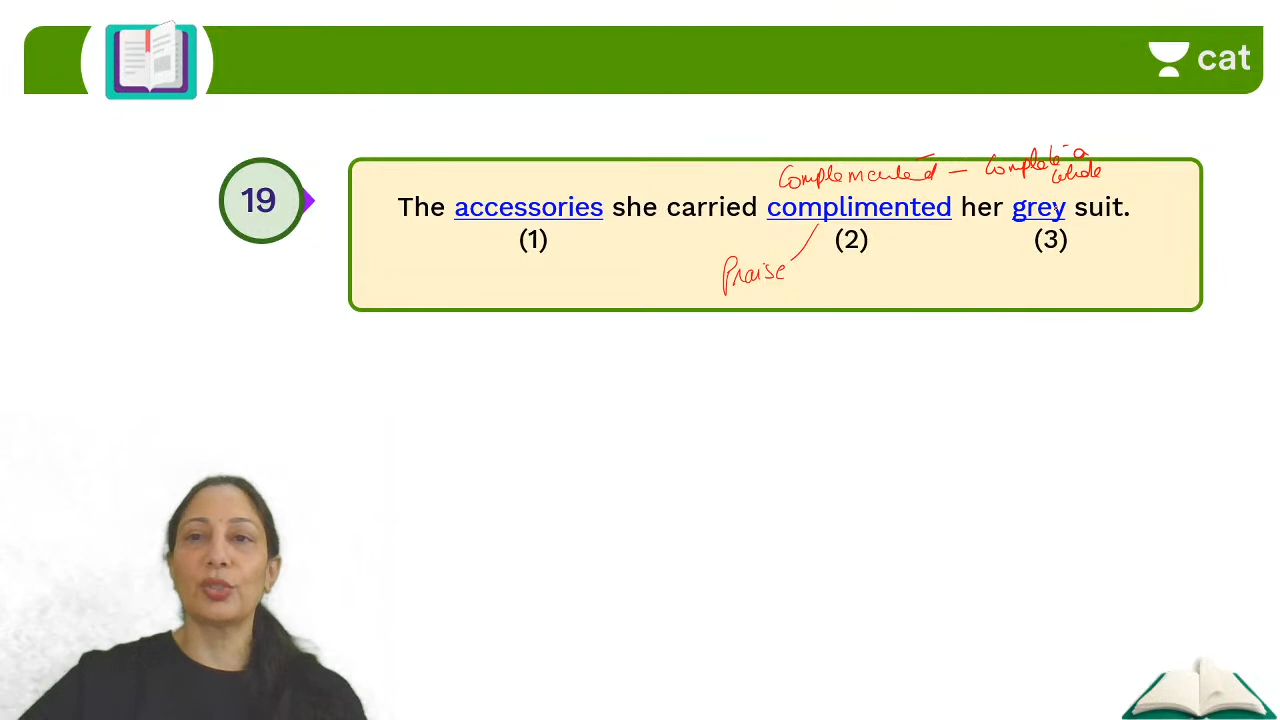 cat
Complemented – Complete a
whole
19
The accessories she carried complimented her grey suit.
(1) (2) (3)
Praise